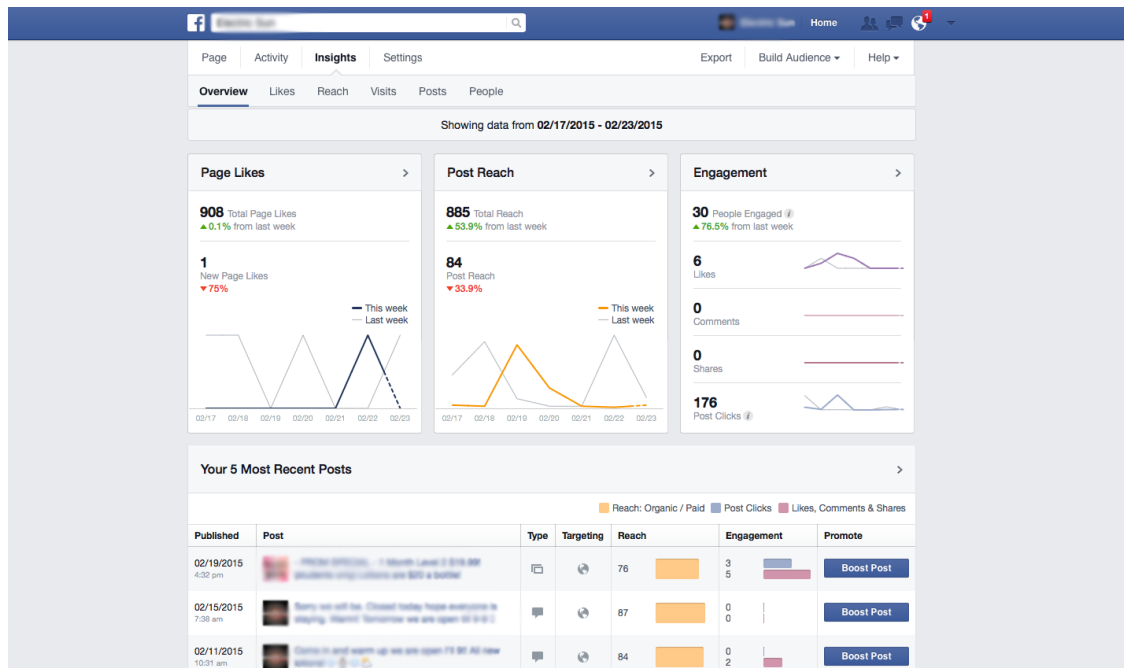 f
Home
1
Page Activity Insights Settings Export Build Audience Help
Overview Likes Reach Visits Posts People
Showing data from 02/17/2015 - 02/23/2015
Page Likes
908 Total Page Likes
0.1% from last week
1
New Page Likes
75%
This week
Last week
02/17 02/18 02/19 02/20 02/21 02/22 02/23
Post Reach
885 Total Reach
53.9% from last week
84
Post Reach
33.9%
This week
Last week
02/17 02/18 02/19 02/20 02/21 02/22 02/23
Engagement
30 People Engaged i
76.5% from last week
6
Likes
0
Comments
0
Shares
176
Post Clicks i
Your 5 Most Recent Posts
Reach: Organic / Paid Post Clicks Likes, Comments & Shares
Published Post Type Targeting Reach Engagement Promote
02/19/2015
4:32 pm
76
3
5
Boost Post
02/15/2015
7:38 am
87
0
0
Boost Post
02/11/2015
10:31 am
84
0
2
Boost Post